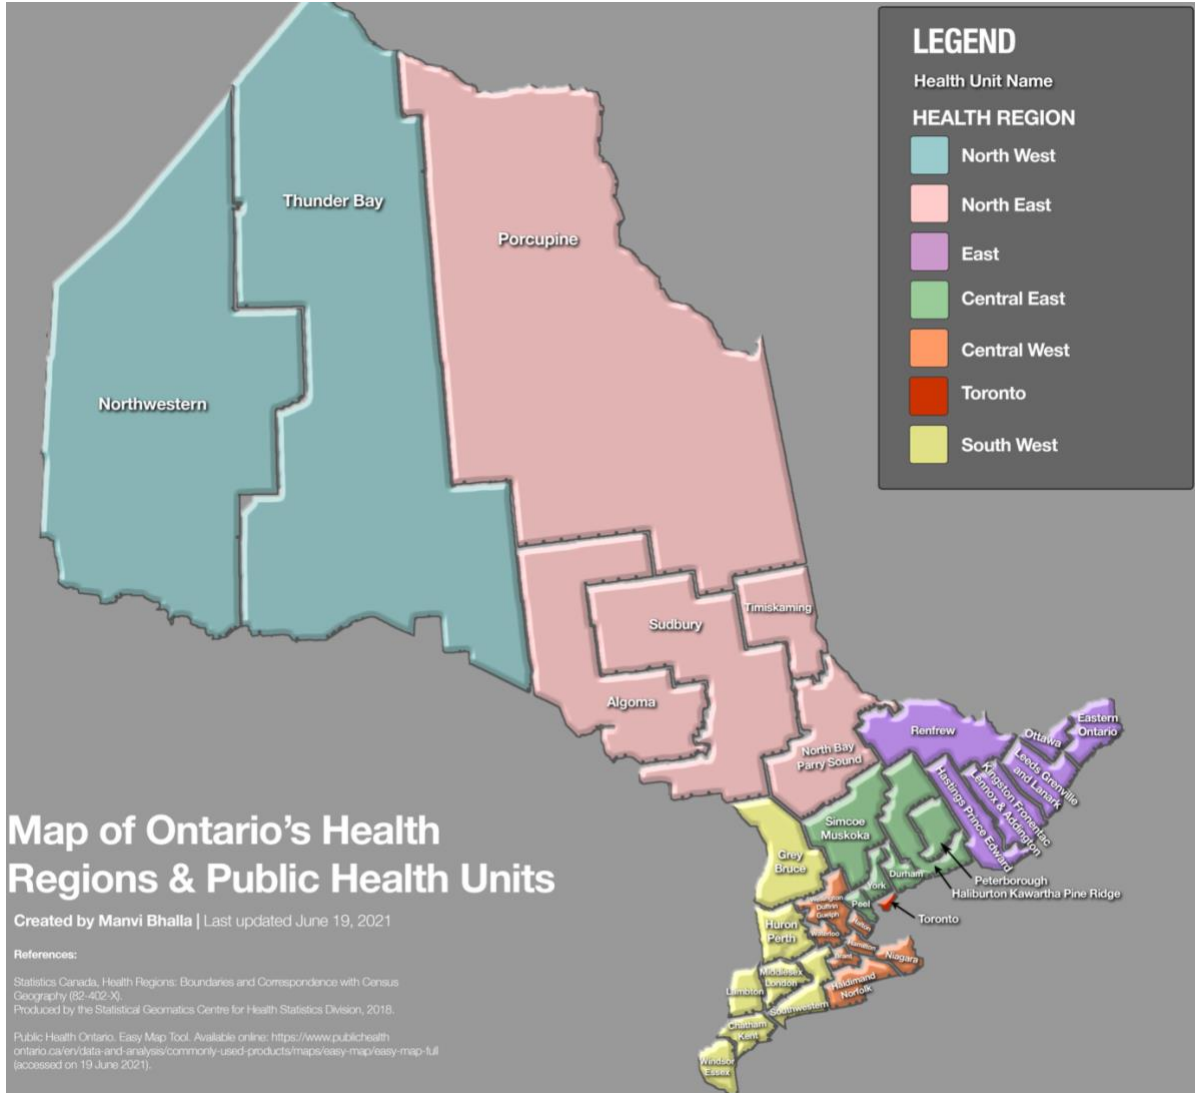 LEGEND
Health Unit Name
HEALTH REGION
North West
North East
East
Central East
Central West
Toronto
South West
Thunder Bay
Porcupine
Northwestern
Timiskaming
Sudbury
Algoma
North Bay
Parry Sound
Renfrew
Ottawa
Eastern
Ontario
Leeds Grenville
and Lanark
Kingston Fronentac
Lennox & Addington
Hastings Prince Edward
Simcoe
Muskoka
Grey
Bruce
Durham
York
Peel
Peterborough
Haliburton Kawartha Pine Ridge
Toronto
Wellington
Dufferin
Guelph
Halton
Waterloo
Hamilton
Brant
Niagara
Haldimand
Norfolk
Huron
Perth
Middlesex
London
Lambton
Southwestern
Chatham
Kent
Windsor
Essex
Map of Ontario's Health
Regions & Public Health Units
Created by Manvi Bhalla | Last updated June 19, 2021
References:
Statistics Canada, Health Regions: Boundaries and Correspondence with Census
Geography (82-402-X).
Produced by the Statistical Geomatics Centre for Health Statistics Division, 2018.
Public Health Ontario. Easy Map Tool. Available online: https://www.publichealth
ontario.ca/en/data-and-analysis/commonly-used-products/maps/easy-map/easy-map-full
(accessed on 19 June 2021).